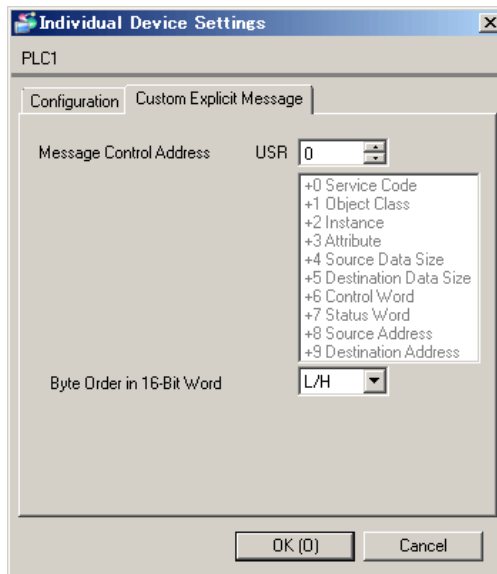 Individual Device Settings
PLC1
Configuration Custom Explicit Message
Message Control Address USR 0
+0 Service Code
+1 Object Class
+2 Instance
+3 Attribute
+4 Source Data Size
+5 Destination Data Size
+6 Control Word
+7 Status Word
+8 Source Address
+9 Destination Address
Byte Order in 16-Bit Word L/H
OK (O) Cancel